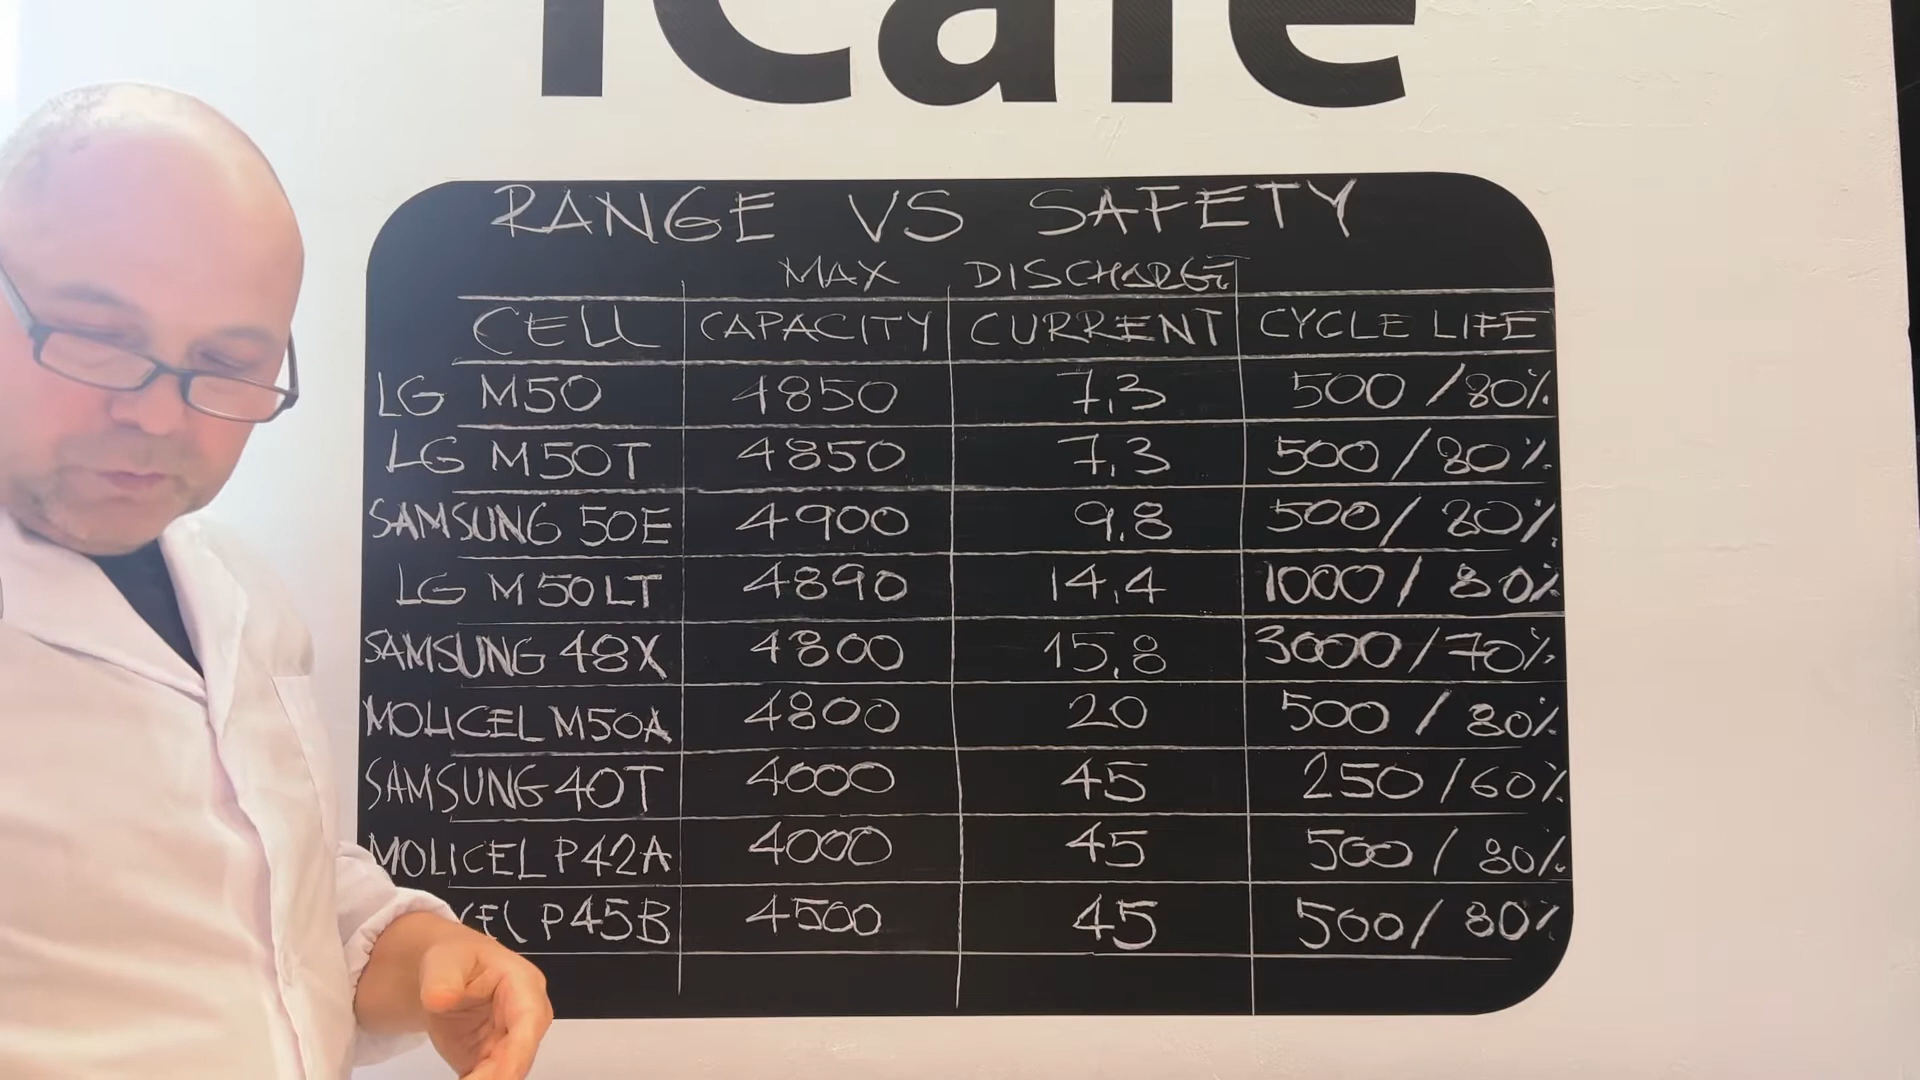 iCafe
RANGE VS SAFETY
MAX DISCHARGE
CELL CAPACITY CURRENT CYCLE LIFE
LG M50 4850 7,3 500 / 80%
LG M50T 4850 7,3 500 / 80%
SAMSUNG 50E 4900 9,8 500 / 80%
LG M50LT 4890 14,4 1000 / 80%
SAMSUNG 48X 4800 15,8 3000 / 70%
MOLICEL M50A 4800 20 500 / 80%
SAMSUNG 40T 4000 45 250 / 60%
MOLICEL P42A 4000 45 500 / 80%
P45B 4500 45 500 / 80%